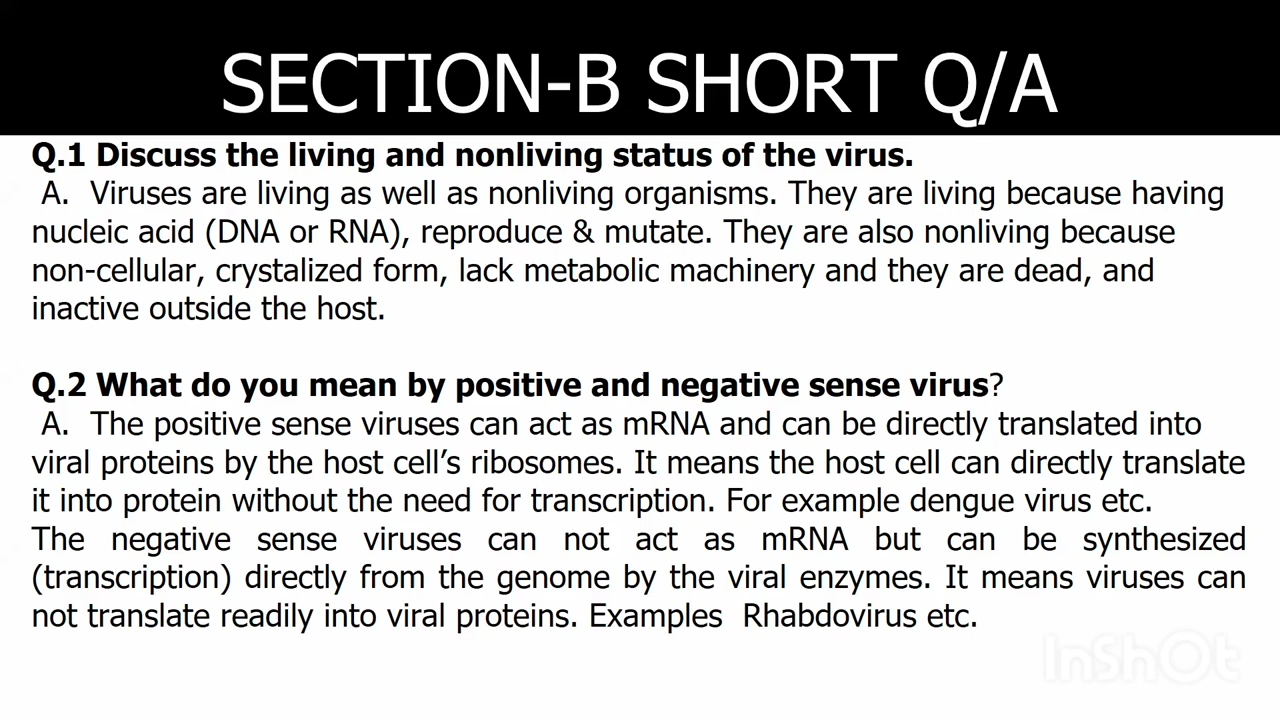 SECTION-B SHORT Q/A
Q.1 Discuss the living and nonliving status of the virus.
A. Viruses are living as well as nonliving organisms. They are living because having
nucleic acid (DNA or RNA), reproduce & mutate. They are also nonliving because
non-cellular, crystalized form, lack metabolic machinery and they are dead, and
inactive outside the host.
Q.2 What do you mean by positive and negative sense virus?
A. The positive sense viruses can act as mRNA and can be directly translated into
viral proteins by the host cell’s ribosomes. It means the host cell can directly translate
it into protein without the need for transcription. For example dengue virus etc.
The negative sense viruses can not act as mRNA but can be synthesized
(transcription) directly from the genome by the viral enzymes. It means viruses can
not translate readily into viral proteins. Examples Rhabdovirus etc.
InShOt